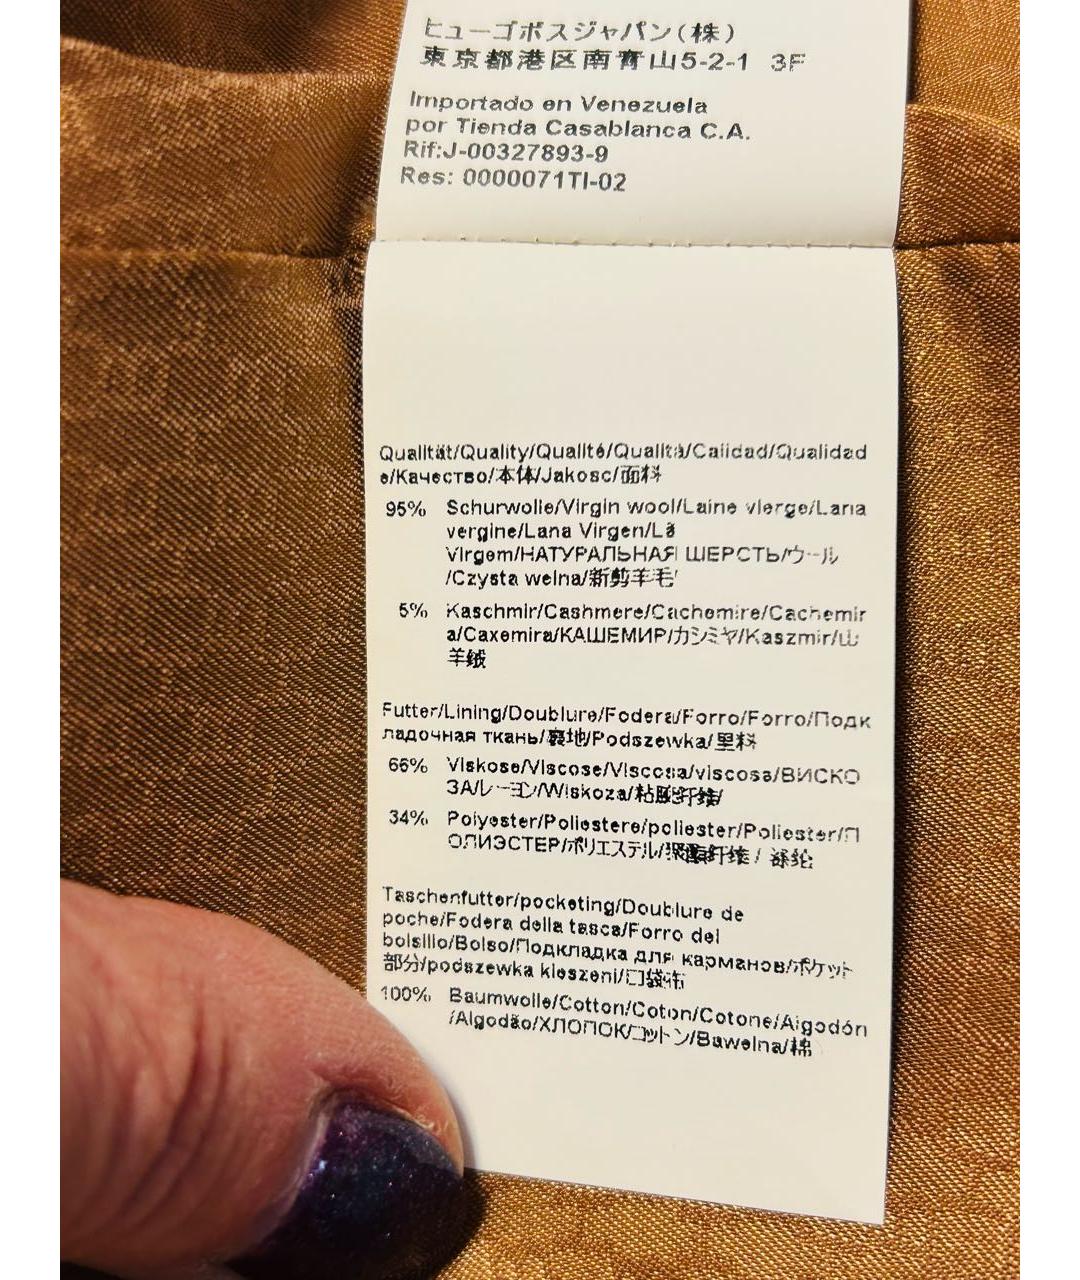 ヒューゴボスジャパン(株)
東京都港区南青山5-2-1 3F
Importado en Venezuela
por Tienda Casablanca C.A.
Rif:J-00327893-9
Res: 0000071TI-02
Qualität/Quality/Qualité/Qualità/Calidad/Qualidad
e/Качество/本体/Jakosc/面料
95% Schurwolle/Virgin wool/Laine vierge/Lana
vergine/Lana Virgen/Lã
Virgem/НАТУРАЛЬНАЯ ШЕРСТЬ/ウール
/Czysta welna/新剪羊毛
5% Kaschmir/Cashmere/Cachemire/Cachemir
a/Caxemira/КАШЕМИР/カシミヤ/Kaszmir/山
羊绒
Futter/Lining/Doublure/Fodera/Forro/Forro/Подк
ладочная ткань/裏地/Podszewka/里料
66% Viskose/Viscose/Viscosa/viscosa/ВИСКО
ЗА/レーヨン/Wiskoza/粘胶纤维/
34% Polyester/Poliestere/poliester/Poliester/П
ОЛИЭСТЕР/ポリエステル/聚酯纤维 / 涤纶
Taschenfutter/pocketing/Doublure de
poche/Fodera della tasca/Forro del
bolsillo/Bolso/Подкладка для карманов/ポケット
部分/podszewka kieszeni/口袋布
100% Baumwolle/Cotton/Coton/Cotone/Algodón
/Algodão/ХЛОПОК/コットン/Bawelna/棉